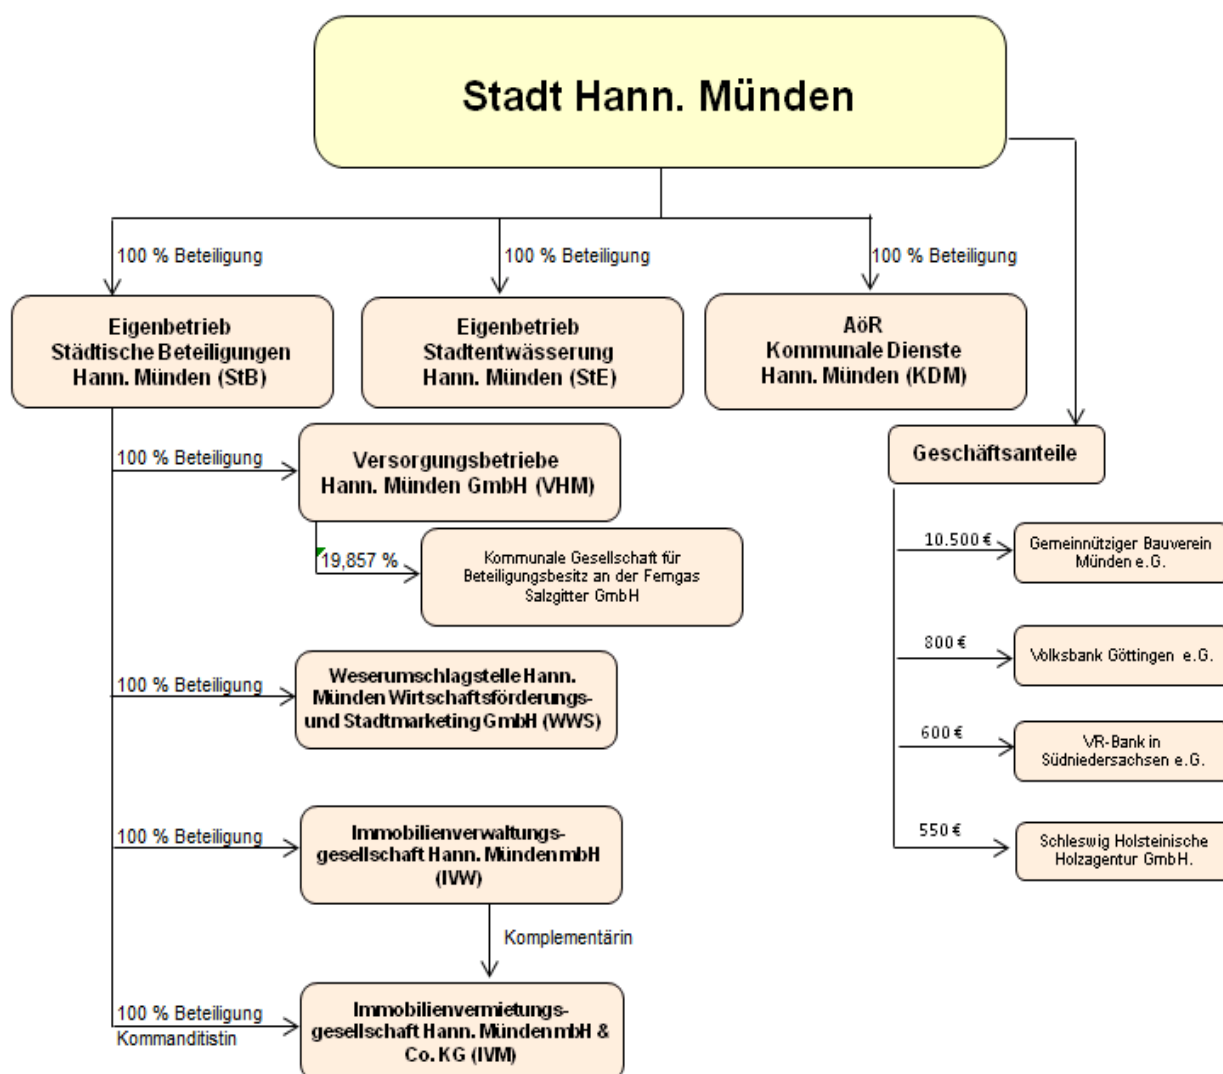 Stadt Hann. Münden
100 % Beteiligung
100 % Beteiligung
100 % Beteiligung
Eigenbetrieb
Städtische Beteiligungen
Hann. Münden (StB)
Eigenbetrieb
Stadtentwässerung
Hann. Münden (StE)
AöR
Kommunale Dienste
Hann. Münden (KDM)
100 % Beteiligung
Versorgungsbetriebe
Hann. Münden GmbH (VHM)
19,857 %
Kommunale Gesellschaft für
Beteiligungsbesitz an der Ferngas
Salzgitter GmbH
100 % Beteiligung
Weserumschlagstelle Hann.
Münden Wirtschaftsförderungs-
und Stadtmarketing GmbH (WWS)
100 % Beteiligung
Immobilienverwaltungs-
gesellschaft Hann. Münden mbH
(IVW)
Komplementärin
100 % Beteiligung
Kommanditistin
Immobilienvermietungs-
gesellschaft Hann. Münden mbH &
Co. KG (IVM)
Geschäftsanteile
10.500 €
Gemeinnütziger Bauverein
Münden e.G.
800 €
Volksbank Göttingen e.G.
600 €
VR-Bank in
Südniedersachsen e.G.
550 €
Schleswig Holsteinische
Holzagentur GmbH.